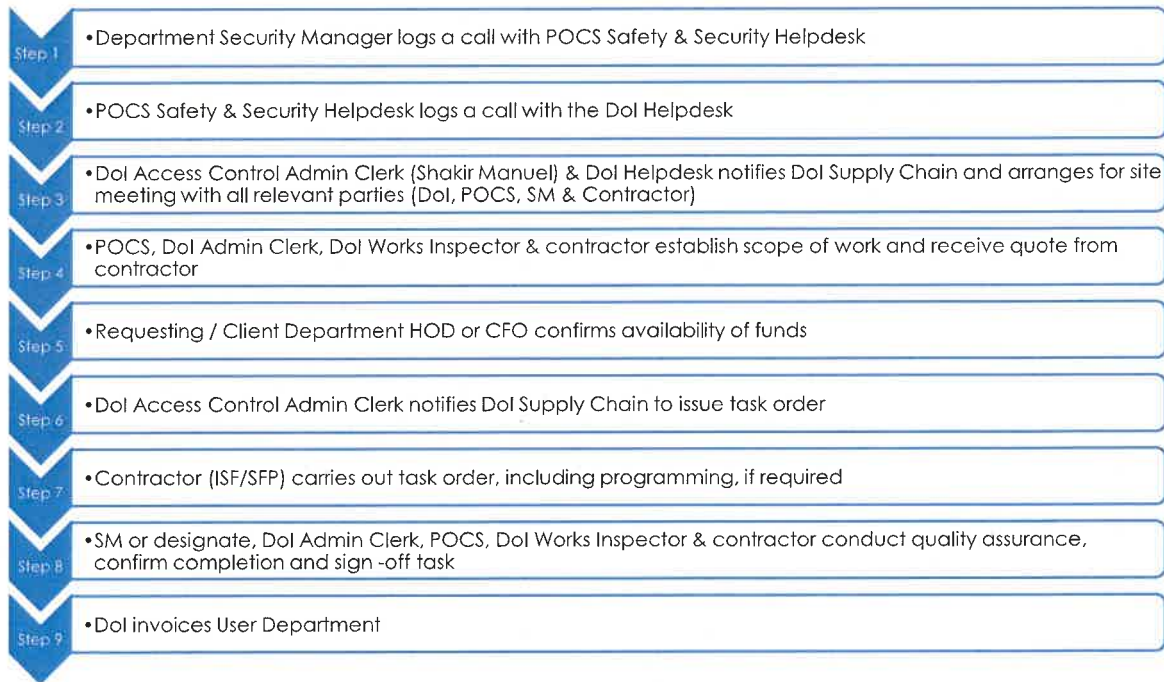 Step 1
•Department Security Manager logs a call with POCS Safety & Security Helpdesk
Step 2
•POCS Safety & Security Helpdesk logs a call with the DoI Helpdesk
Step 3
•DoI Access Control Admin Clerk (Shakir Manuel) & DoI Helpdesk notifies DoI Supply Chain and arranges for site
meeting with all relevant parties (DoI, POCS, SM & Contractor)
Step 4
•POCS, DoI Admin Clerk, DoI Works Inspector & contractor establish scope of work and receive quote from
contractor
Step 5
•Requesting / Client Department HOD or CFO confirms availability of funds
Step 6
•DoI Access Control Admin Clerk notifies DoI Supply Chain to issue task order
Step 7
•Contractor (ISF/SFP) carries out task order, including programming, if required
Step 8
•SM or designate, DoI Admin Clerk, POCS, DoI Works Inspector & contractor conduct quality assurance,
confirm completion and sign -off task
Step 9
•DoI invoices User Department